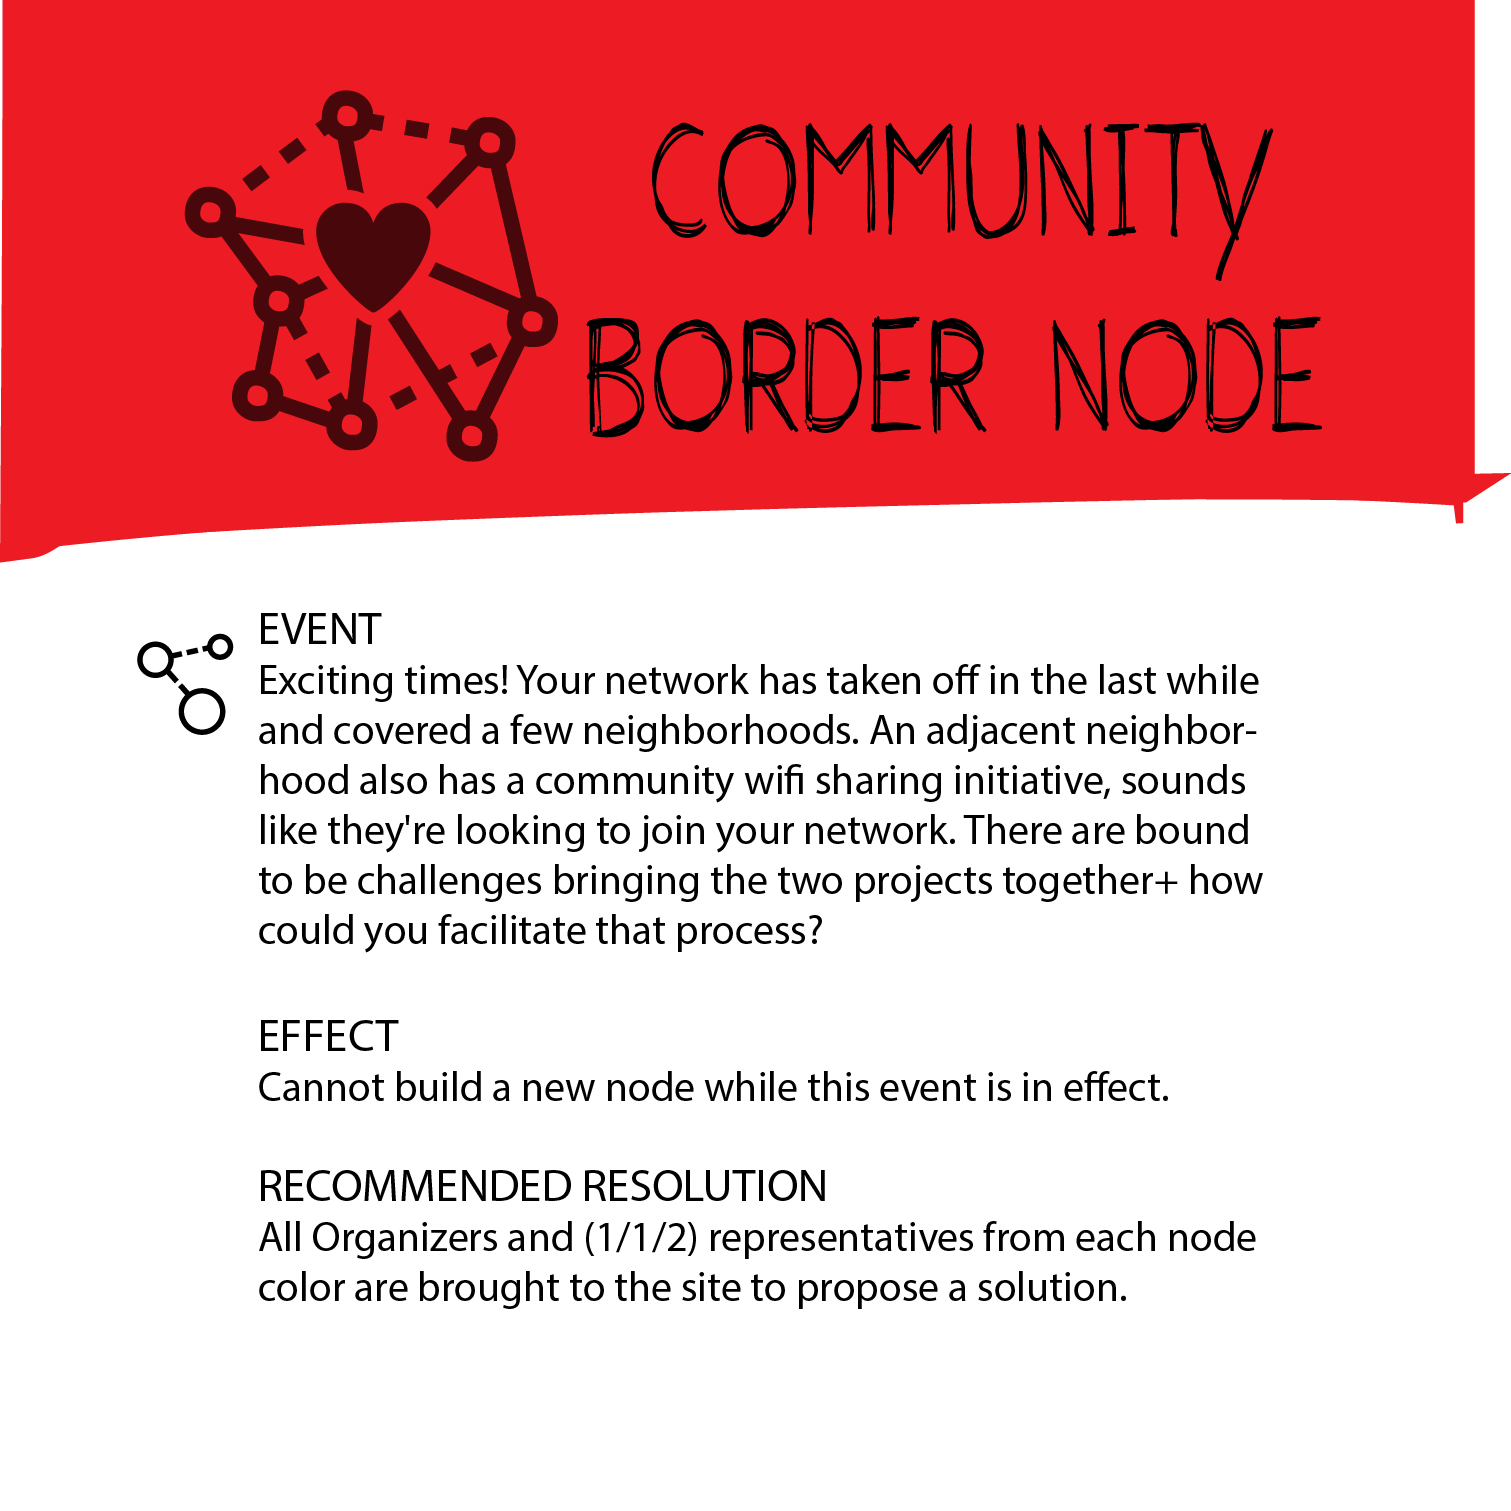 COMMUNITY
BORDER NODE
EVENT
Exciting times! Your network has taken off in the last while
and covered a few neighborhoods. An adjacent neighbor-
hood also has a community wifi sharing initiative, sounds
like they're looking to join your network. There are bound
to be challenges bringing the two projects together+ how
could you facilitate that process?
EFFECT
Cannot build a new node while this event is in effect.
RECOMMENDED RESOLUTION
All Organizers and (1/1/2) representatives from each node
color are brought to the site to propose a solution.